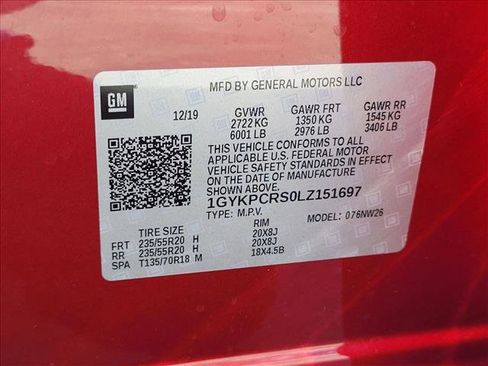 GM
MFD BY GENERAL MOTORS LLC
12/19 GVWR GAWR FRT GAWR RR
2722 KG 1350 KG 1545 KG
6001 LB 2976 LB 3406 LB
THIS VEHICLE CONFORMS TO ALL
APPLICABLE U.S. FEDERAL MOTOR
VEHICLE SAFETY STANDARDS IN EFFECT
ON THE DATE OF MANUFACTURE
SHOWN ABOVE.
1GYKPCRS0LZ151697
TYPE: M.P.V. MODEL: 076NW26
TIRE SIZE RIM
FRT 235/55R20 H 20X8J
RR 235/55R20 H 20X8J
SPA T135/70R18 M 18X4.5B